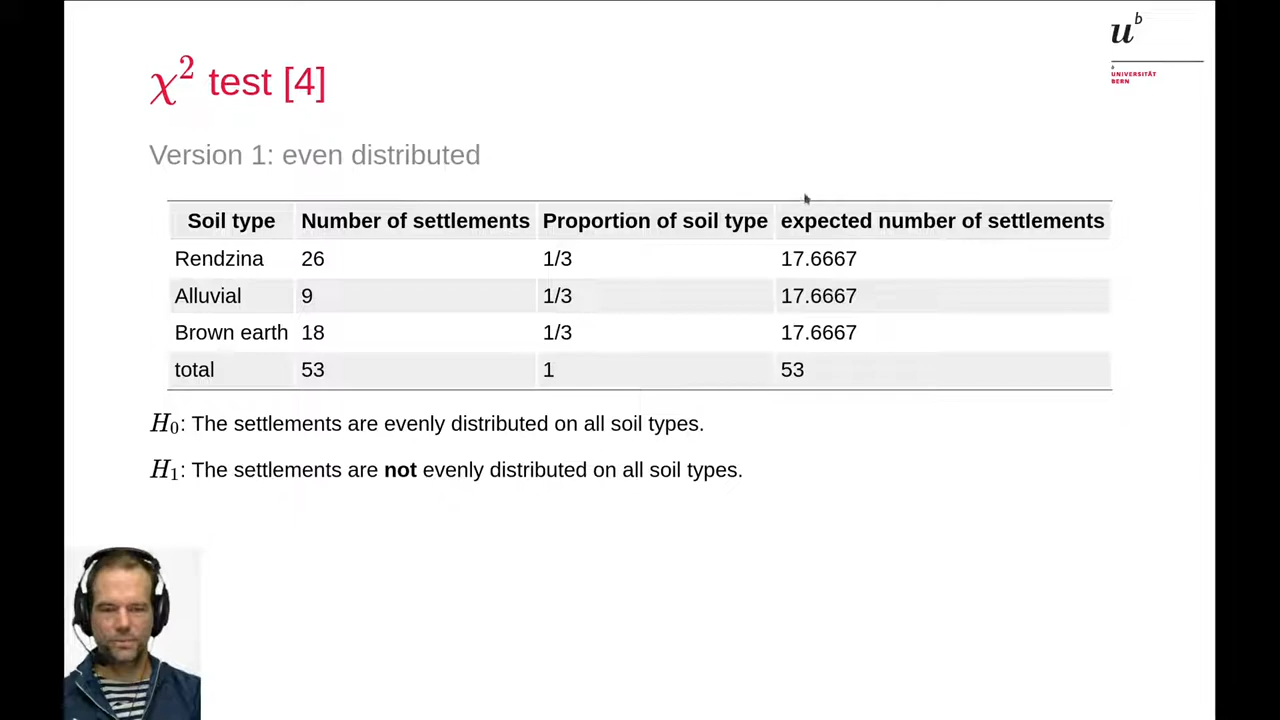 u^b
b
UNIVERSITÄT
BERN
χ² test [4]
Version 1: even distributed
Soil type Number of settlements Proportion of soil type expected number of settlements
Rendzina 26 1/3 17.6667
Alluvial 9 1/3 17.6667
Brown earth 18 1/3 17.6667
total 53 1 53
H₀: The settlements are evenly distributed on all soil types.
H₁: The settlements are not evenly distributed on all soil types.